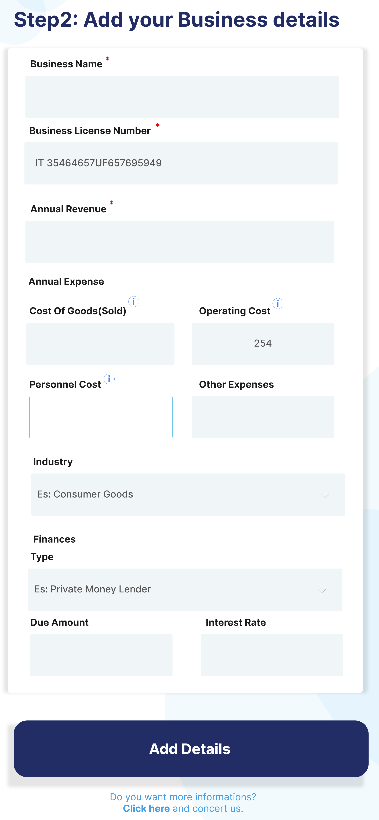 Step2: Add your Business details
Business Name *
Business License Number *
IT 35464657UF657695949
Annual Revenue *
Annual Expense
Cost Of Goods(Sold) i
Operating Cost i
254
Personnel Cost i
Other Expenses
Industry
Es: Consumer Goods
Finances
Type
Es: Private Money Lender
Due Amount
Interest Rate
Add Details
Do you want more informations?
Click here and concert us.